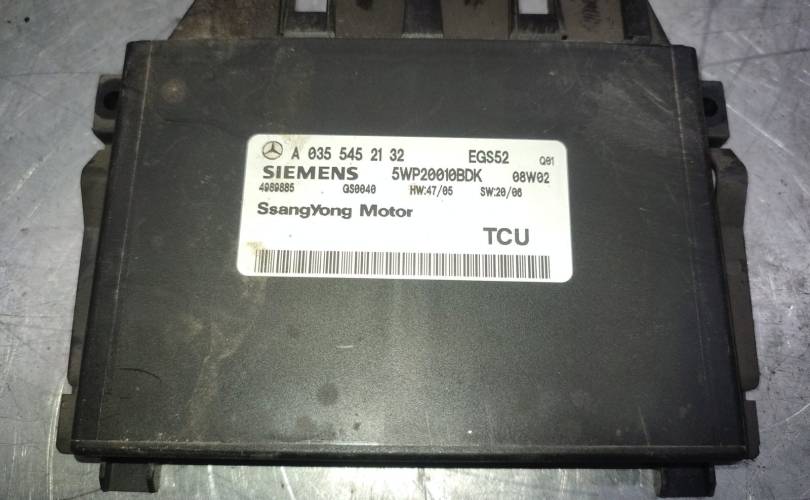 A 035 545 21 32 EGS52 Q01
SIEMENS 5WP20010BDK 08W02
4989885 GS0040 HW:47/05 SW:20/06
SsangYong Motor
TCU